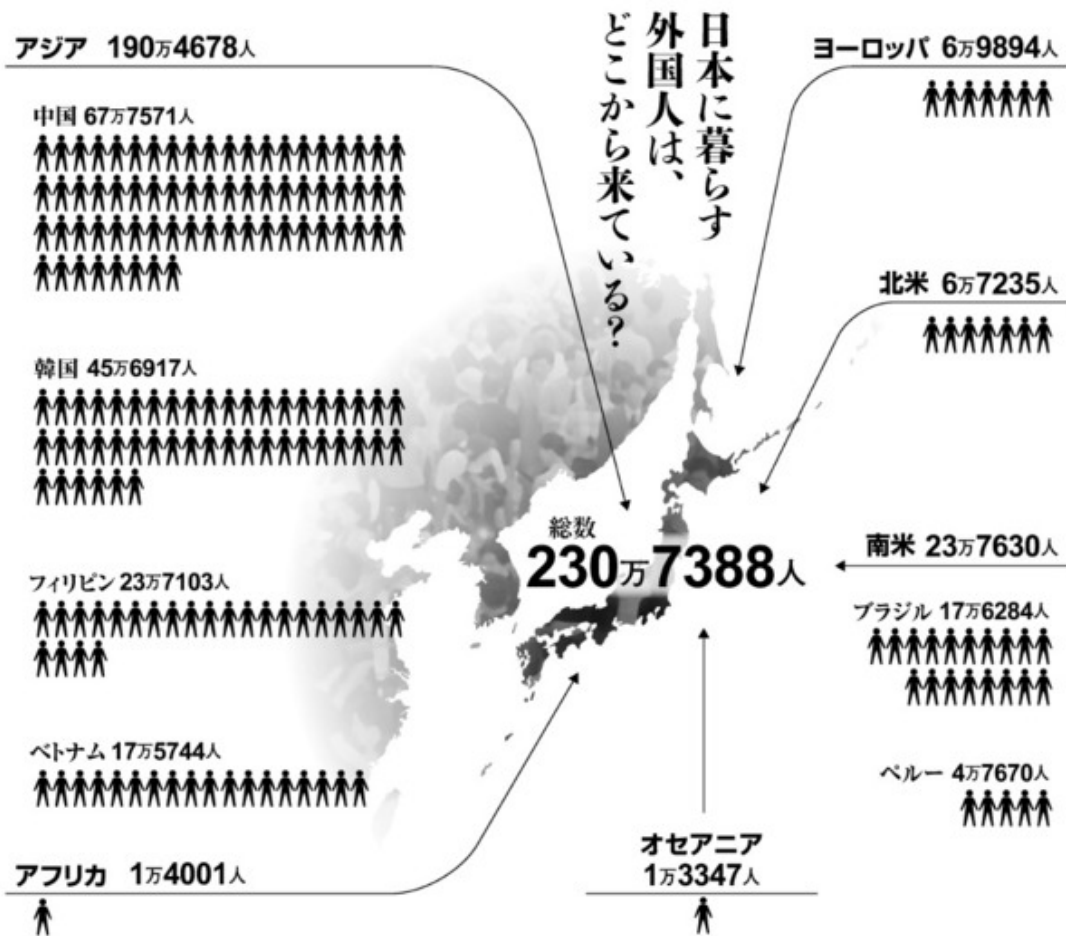 日本に暮らす
外国人は、
どこから来ている？
アジア 190万4678人
中国 67万7571人
韓国 45万6917人
フィリピン 23万7103人
ベトナム 17万5744人
アフリカ 1万4001人
総数
230万7388人
ヨーロッパ 6万9894人
北米 6万7235人
南米 23万7630人
ブラジル 17万6284人
ペルー 4万7670人
オセアニア
1万3347人